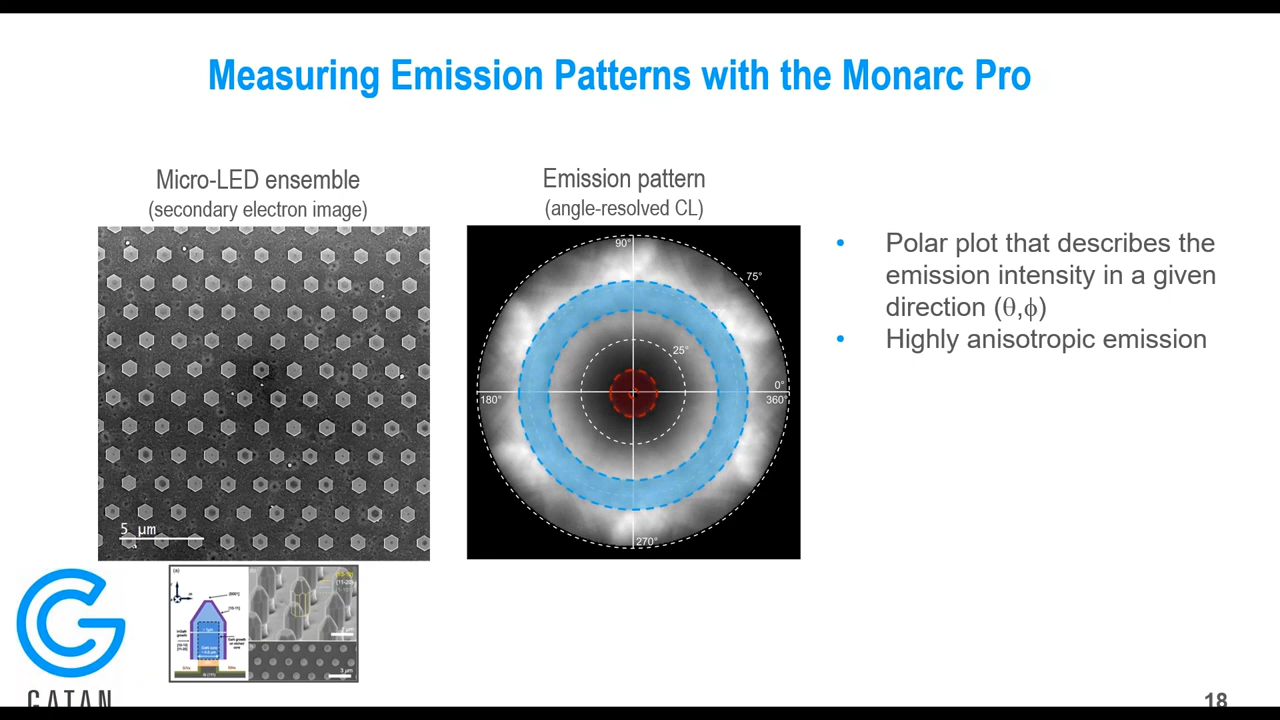 Measuring Emission Patterns with the Monarc Pro
Micro-LED ensemble
(secondary electron image)
Emission pattern
(angle-resolved CL)
90°
75°
25°
0°
180°
360°
270°
5 µm
• Polar plot that describes the
emission intensity in a given
direction (θ,ϕ)
• Highly anisotropic emission
(a)
3 µm
GATAN
18